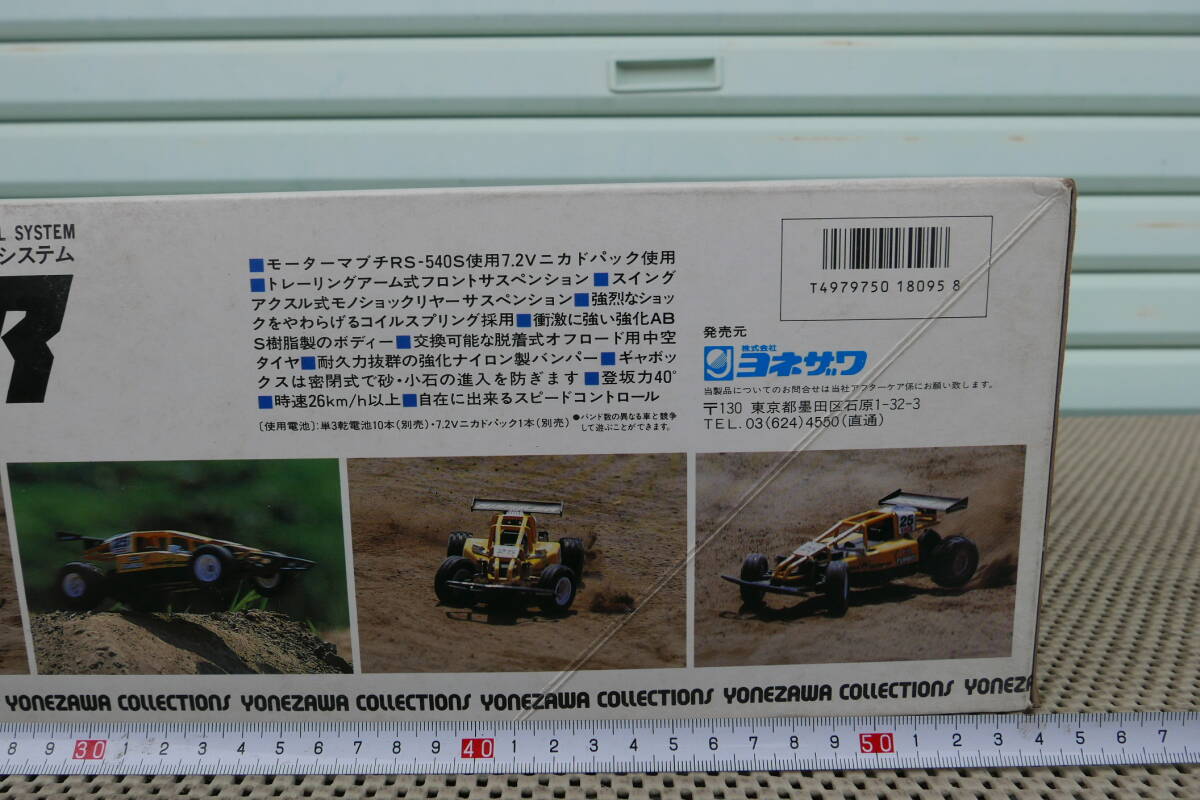 L SYSTEM
システム
R
■モーターマブチRS-540S使用7.2Vニカドパック使用
■トレーリングアーム式フロントサスペンション■スイング
アクスル式モノショックリヤーサスペンション■強烈なショッ
クをやわらげるコイルスプリング採用■衝激に強い強化AB
S樹脂製のボディー■交換可能な脱着式オフロード用中空
タイヤ■耐久力抜群の強化ナイロン製バンパー■ギャボッ
クスは密閉式で砂・小石の進入を防ぎます■登坂力40°
■時速26km/h以上■自在に出来るスピードコントロール
〔使用電池〕:単3乾電池10本(別売)・7.2Vニカドパック1本(別売)
●バンド数の異なる車と競争
して遊ぶことができます。
T4979750 18095 8
発売元
株式会社
ヨネザワ
当製品についてのお問合せは当社アフターケア係にお願い致します。
〒130 東京都墨田区石原1-32-3
TEL. 03(624)4550(直通)
25
YONEZAWA COLLECTIONS YONEZAWA COLLECTIONS YONEZAWA COLLECTIONS YONEZAWA COLLECTIONS YONEZA
8 9 30 1 2 3 4 5 6 7 8 9 40 1 2 3 4 5 6 7 8 9 50 1 2 3 4 5 6 7